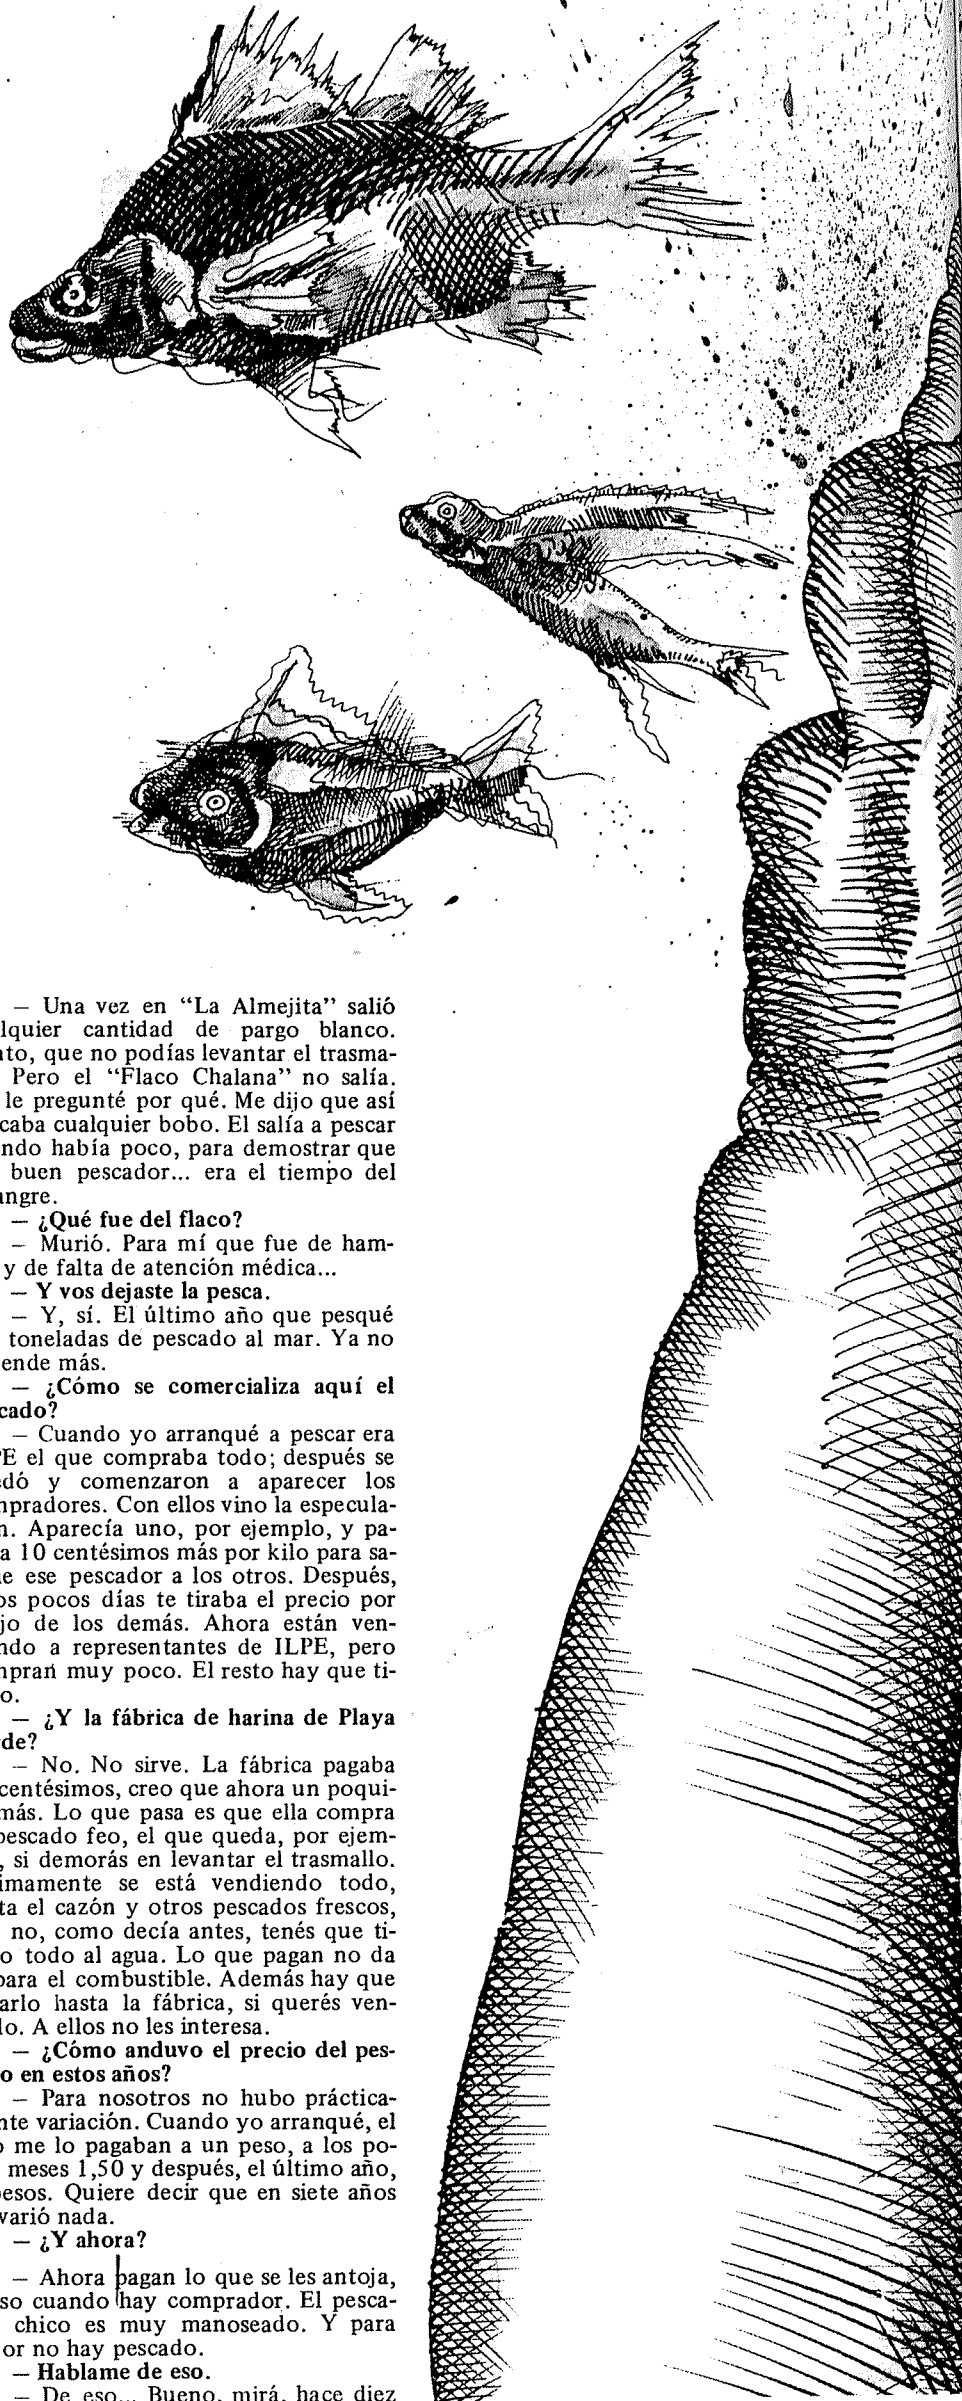 — Una vez en “La Almejita” salió
lquier cantidad de pargo blanco.
to, que no podías levantar el trasma-
Pero el “Flaco Chalana” no salía.
le pregunté por qué. Me dijo que así
caba cualquier bobo. El salía a pescar
ndo había poco, para demostrar que
buen pescador... era el tiempo del
ngre.
— ¿Qué fue del flaco?
— Murió. Para mí que fue de ham-
y de falta de atención médica...
— Y vos dejaste la pesca.
— Y, sí. El último año que pesqué
toneladas de pescado al mar. Ya no
ende más.
— ¿Cómo se comercializa aquí el
cado?
— Cuando yo arranqué a pescar era
PE el que compraba todo; después se
edó y comenzaron a aparecer los
mpradores. Con ellos vino la especula-
n. Aparecía uno, por ejemplo, y pa-
a 10 centésimos más por kilo para sa-
le ese pescador a los otros. Después,
os pocos días te tiraba el precio por
jo de los demás. Ahora están ven-
ndo a representantes de ILPE, pero
mpran muy poco. El resto hay que ti-
o.
— ¿Y la fábrica de harina de Playa
de?
— No. No sirve. La fábrica pagaba
centésimos, creo que ahora un poqui-
más. Lo que pasa es que ella compra
pescado feo, el que queda, por ejem-
, si demorás en levantar el trasmallo.
imamente se está vendiendo todo,
ta el cazón y otros pescados frescos,
no, como decía antes, tenés que ti-
o todo al agua. Lo que pagan no da
para el combustible. Además hay que
arlo hasta la fábrica, si querés ven-
lo. A ellos no les interesa.
— ¿Cómo anduvo el precio del pes-
o en estos años?
— Para nosotros no hubo práctica-
nte variación. Cuando yo arranqué, el
o me lo pagaban a un peso, a los po-
meses 1,50 y después, el último año,
pesos. Quiere decir que en siete años
varió nada.
— ¿Y ahora?
— Ahora pagan lo que se les antoja,
so cuando hay comprador. El pesca-
chico es muy manoseado. Y para
or no hay pescado.
— Hablame de eso.
— De eso... Bueno, mirá, hace diez